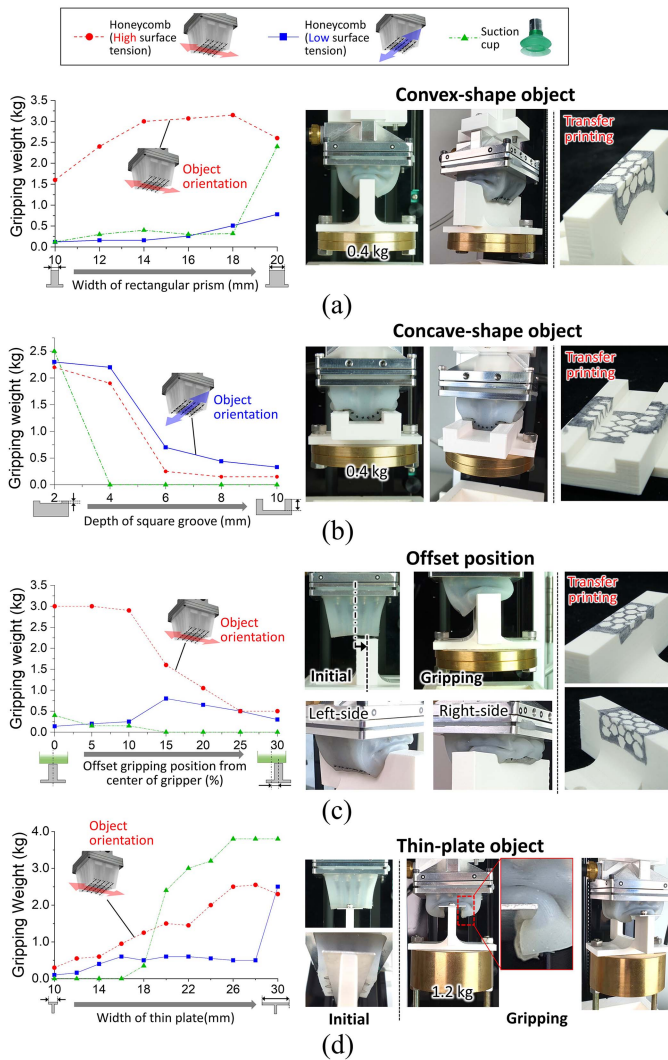 Honeycomb
(High surface
tension)
Honeycomb
(Low surface
tension)
Suction
cup
Gripping weight (kg)
3.5
3.0
2.5
2.0
1.5
1.0
0.5
0.0
10 12 14 16 18 20
Object
orientation
Width of rectangular prism (mm)
Convex-shape object
0.4 kg
Transfer
printing
(a)
Gripping weight (kg)
2.5
2.0
1.5
1.0
0.5
0.0
2 4 6 8 10
Object
orientation
Depth of square groove (mm)
Concave-shape object
0.4 kg
Transfer
printing
(b)
Gripping weight (kg)
3.5
3.0
2.5
2.0
1.5
1.0
0.5
0.0
0 5 10 15 20 25 30
Object
orientation
Offset gripping position from
center of gripper (%)
Offset position
Initial
Gripping
Left-side
Right-side
Transfer
printing
(c)
Gripping Weight (kg)
4.0
3.0
2.0
1.0
0.0
10 12 14 16 18 20 22 24 26 28 30
Object
orientation
Width of thin plate(mm)
Thin-plate object
1.2 kg
Initial
Gripping
(d)